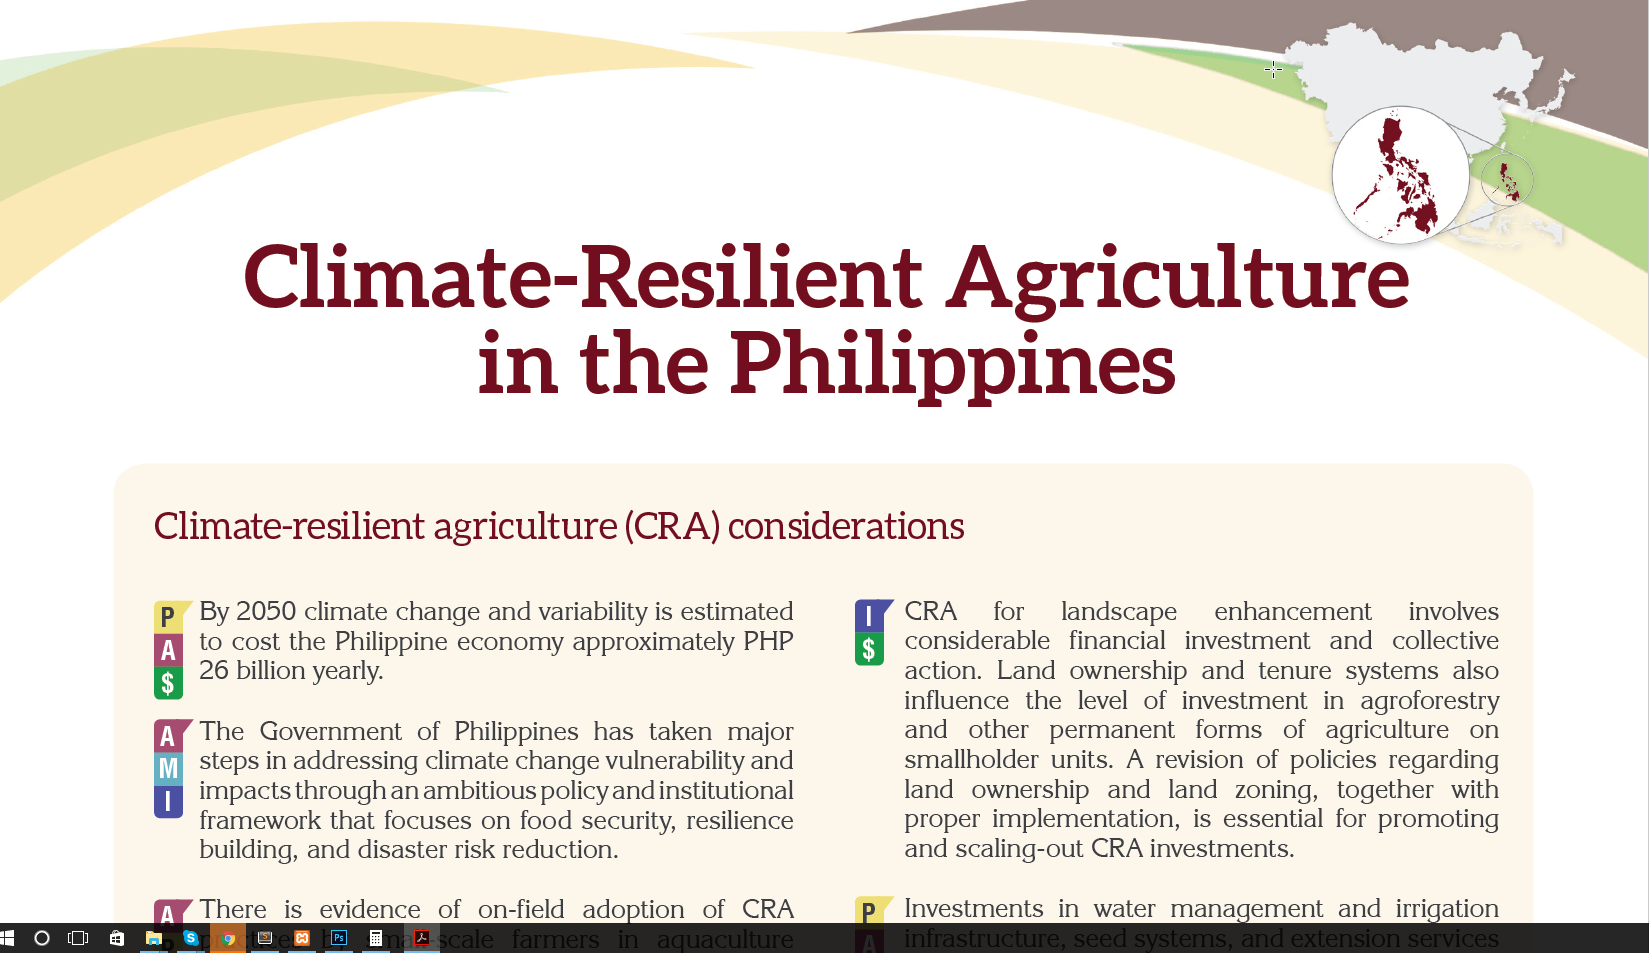 Climate-Resilient Agriculture
in the Philippines
Climate-resilient agriculture (CRA) considerations
P
A
$
By 2050 climate change and variability is estimated
to cost the Philippine economy approximately PHP
26 billion yearly.
A
M
I
The Government of Philippines has taken major
steps in addressing climate change vulnerability and
impacts through an ambitious policy and institutional
framework that focuses on food security, resilience
building, and disaster risk reduction.
A
There is evidence of on-field adoption of CRA
practices by small-scale farmers in aquaculture
I
$
CRA for landscape enhancement involves
considerable financial investment and collective
action. Land ownership and tenure systems also
influence the level of investment in agroforestry
and other permanent forms of agriculture on
smallholder units. A revision of policies regarding
land ownership and land zoning, together with
proper implementation, is essential for promoting
and scaling-out CRA investments.
P
A
Investments in water management and irrigation
infrastructure, seed systems, and extension services
S
Ps